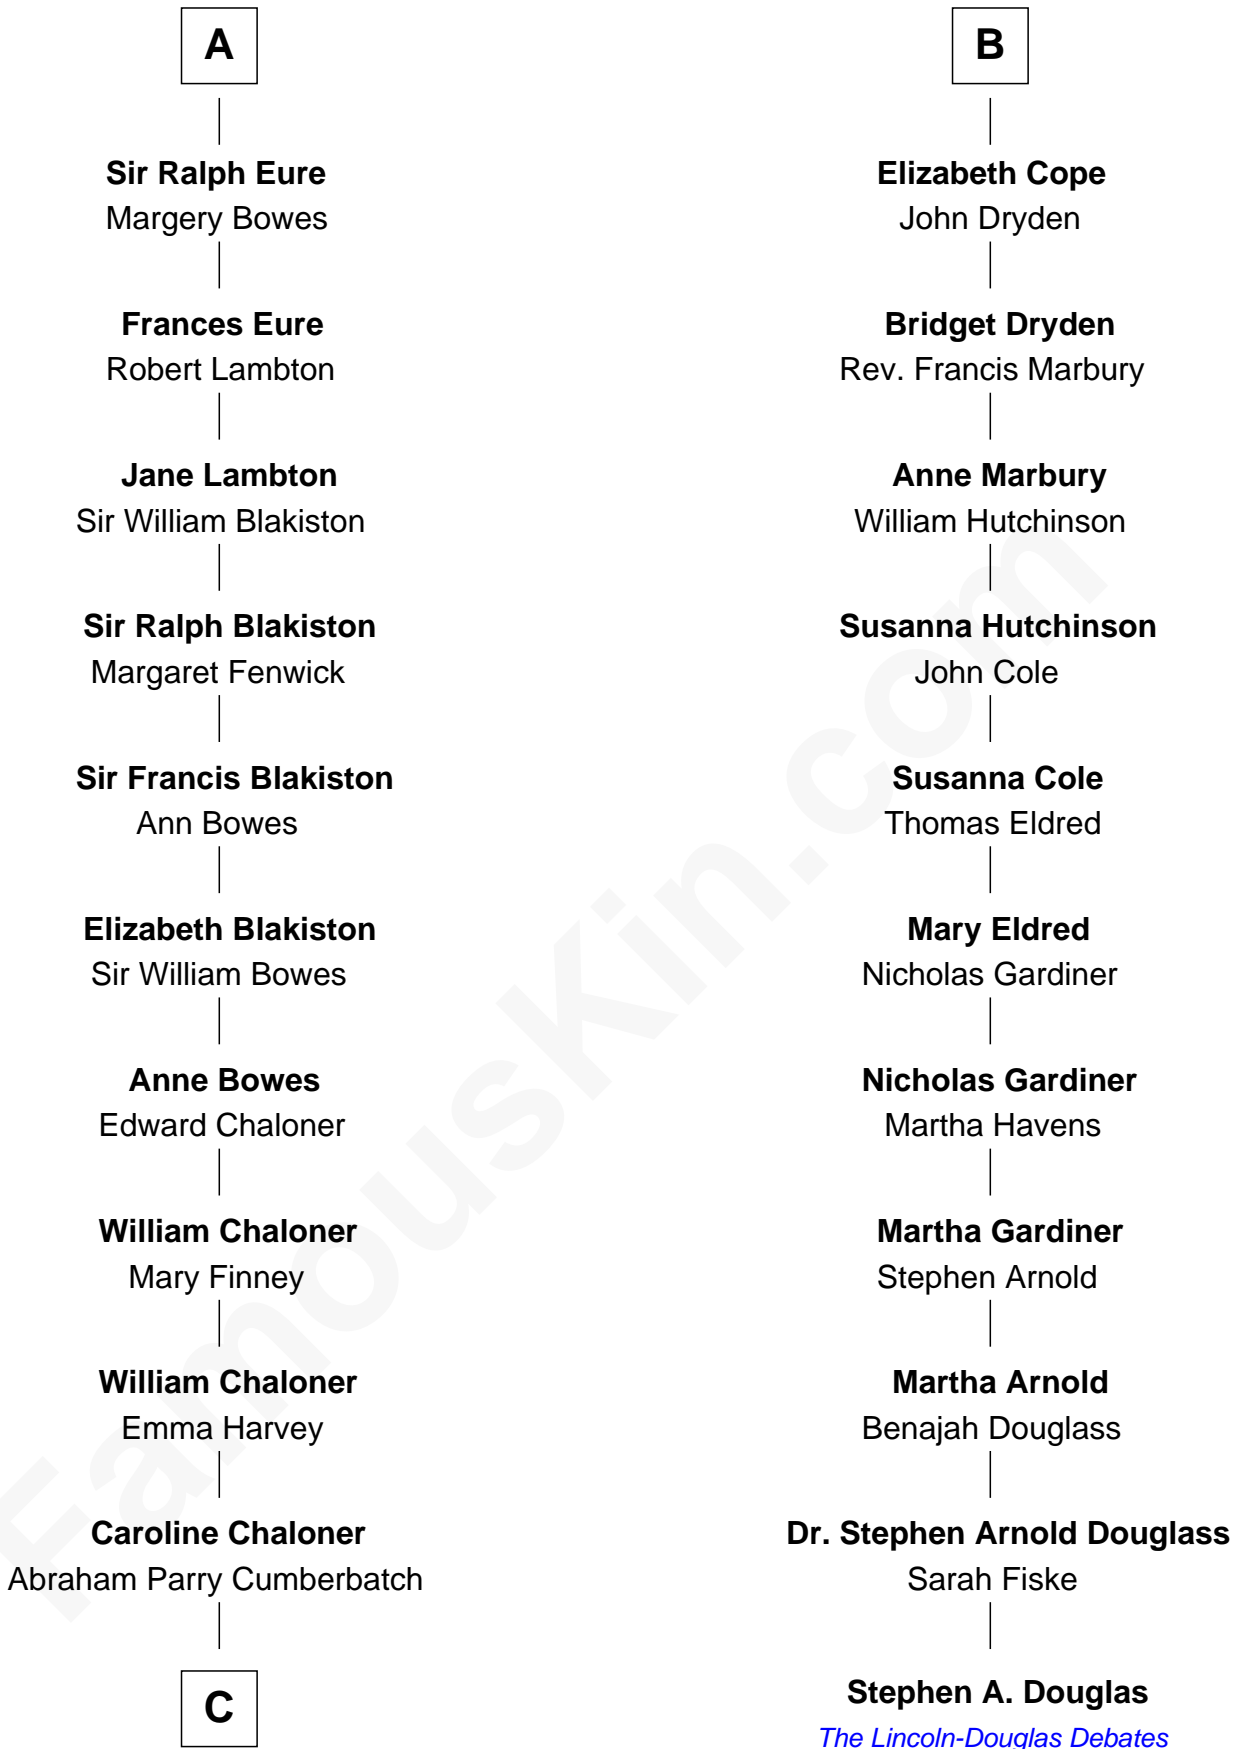 A
Sir Ralph Eure
Margery Bowes
Frances Eure
Robert Lambton
Jane Lambton
Sir William Blakiston
Sir Ralph Blakiston
Margaret Fenwick
Sir Francis Blakiston
Ann Bowes
Elizabeth Blakiston
Sir William Bowes
Anne Bowes
Edward Chaloner
William Chaloner
Mary Finney
William Chaloner
Emma Harvey
Caroline Chaloner
Abraham Parry Cumberbatch
C
B
Elizabeth Cope
John Dryden
Bridget Dryden
Rev. Francis Marbury
Anne Marbury
William Hutchinson
Susanna Hutchinson
John Cole
Susanna Cole
Thomas Eldred
Mary Eldred
Nicholas Gardiner
Nicholas Gardiner
Martha Havens
Martha Gardiner
Stephen Arnold
Martha Arnold
Benajah Douglass
Dr. Stephen Arnold Douglass
Sarah Fiske
Stephen A. Douglas
The Lincoln-Douglas Debates
FamousKin.com